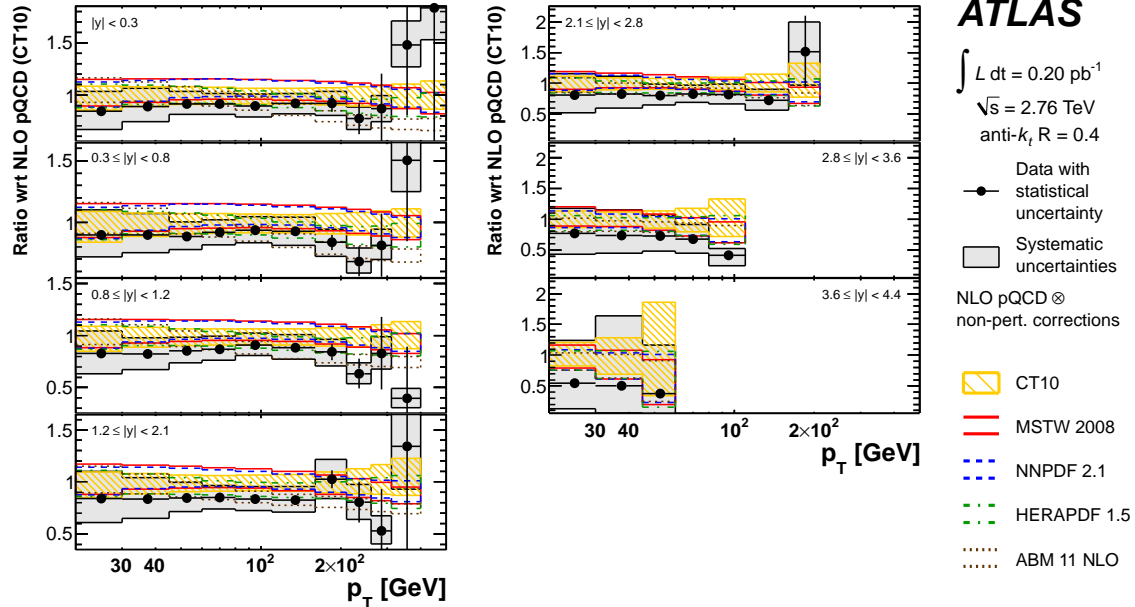 Ratio wrt NLO pQCD (CT10)
|y| < 0.3
1.5
1
0.3 ≤ |y| < 0.8
1.5
1
0.8 ≤ |y| < 1.2
1.5
1
0.5
1.2 ≤ |y| < 2.1
1.5
1
0.5
30 40 10² 2×10²
p_T [GeV]
Ratio wrt NLO pQCD (CT10)
2.1 ≤ |y| < 2.8
2
1.5
1
0.5
2.8 ≤ |y| < 3.6
2
1.5
1
0.5
3.6 ≤ |y| < 4.4
2
1.5
1
0.5
30 40 10² 2×10²
p_T [GeV]
ATLAS
∫ L dt = 0.20 pb⁻¹
√s = 2.76 TeV
anti-k_t R = 0.4
Data with
statistical
uncertainty
Systematic
uncertainties
NLO pQCD ⊗
non-pert. corrections
CT10
MSTW 2008
NNPDF 2.1
HERAPDF 1.5
ABM 11 NLO